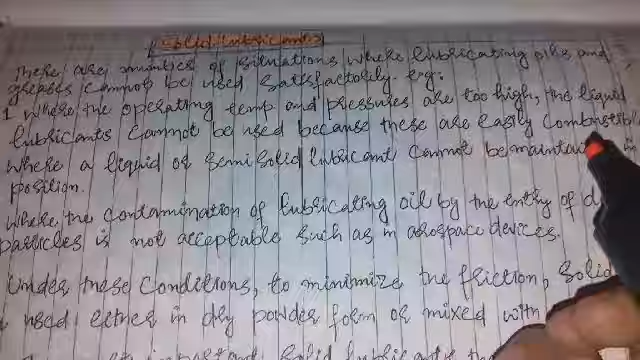 Solid Lubricants
There are number of situations where lubricating oils and
greases cannot be used satisfactorily. eg:
1 Where the operating temp and pressures are too high, the liquid
lubricants cannot be used because these are easily combustible
Where a liquid or semisolid lubricant cannot be maintai in
position.
Where the contamination of lubricating oil by the entry of d
particles is not acceptable such as in aerospace devices.
Under these conditions, to minimize the friction, Solid
used either in dry powder form or mixed with
solid lubricants